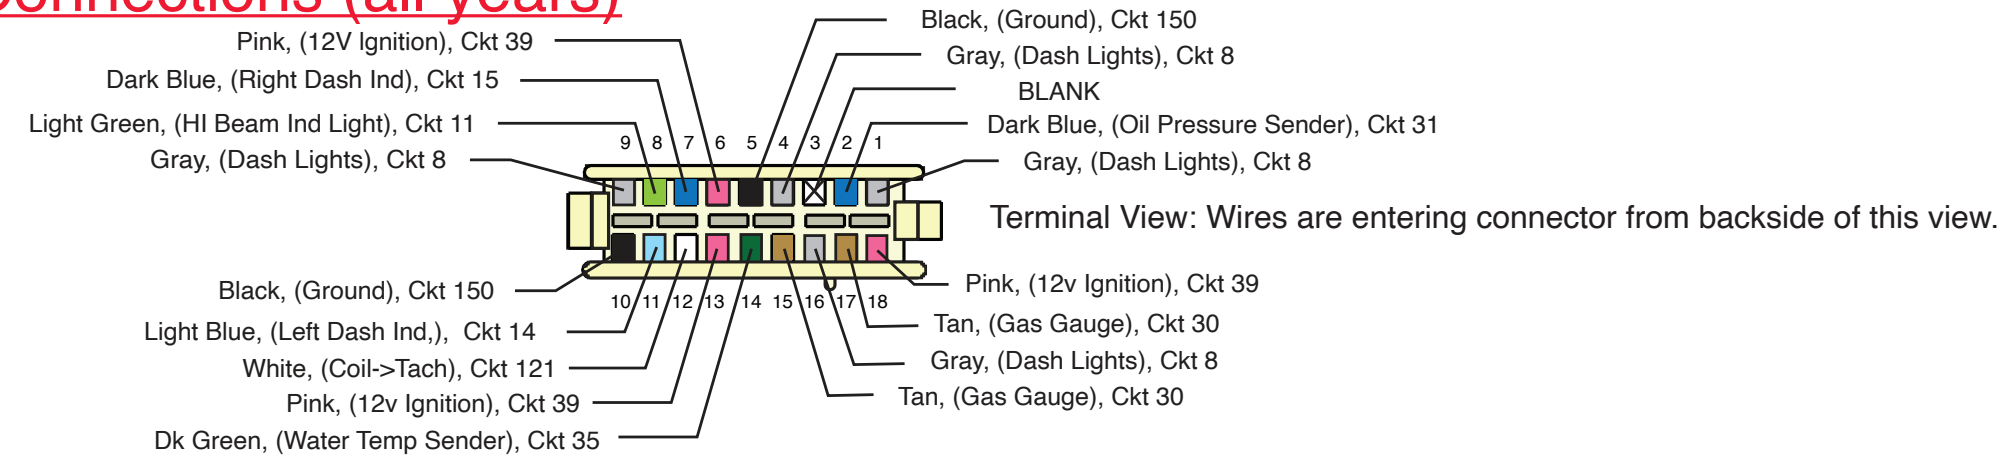 Connections (all years)
Black, (Ground), Ckt 150
Pink, (12V Ignition), Ckt 39
Gray, (Dash Lights), Ckt 8
Dark Blue, (Right Dash Ind), Ckt 15
BLANK
Light Green, (HI Beam Ind Light), Ckt 11
Dark Blue, (Oil Pressure Sender), Ckt 31
9 8 7 6 5 4 3 2 1
Gray, (Dash Lights), Ckt 8
Gray, (Dash Lights), Ckt 8
Terminal View: Wires are entering connector from backside of this view.
Black, (Ground), Ckt 150
Pink, (12v Ignition), Ckt 39
10 11 12 13 14 15 16 17 18
Light Blue, (Left Dash Ind,), Ckt 14
Tan, (Gas Gauge), Ckt 30
White, (Coil->Tach), Ckt 121
Gray, (Dash Lights), Ckt 8
Pink, (12v Ignition), Ckt 39
Tan, (Gas Gauge), Ckt 30
Dk Green, (Water Temp Sender), Ckt 35